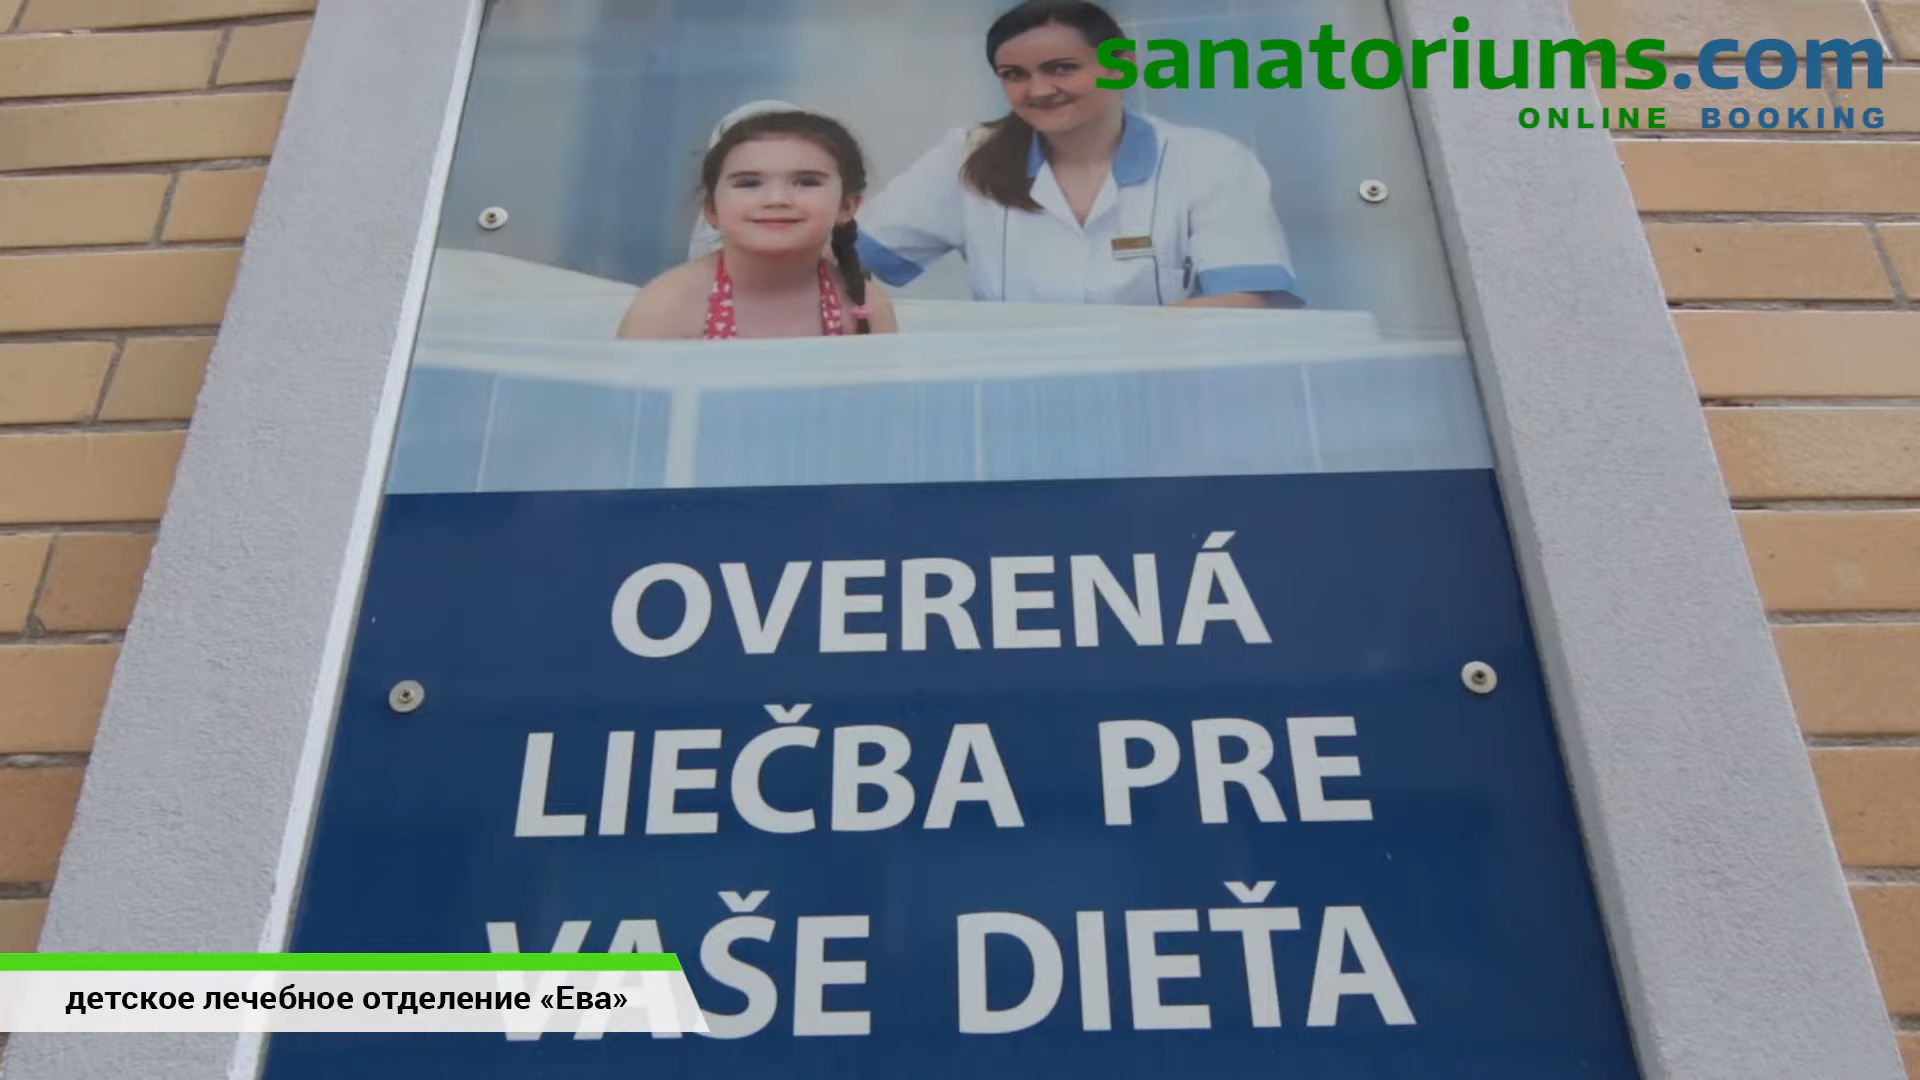 sanatoriums.com
ONLINE BOOKING
OVERENÁ
LIEČBA PRE
VAŠE DIEŤA
детское лечебное отделение «Ева»